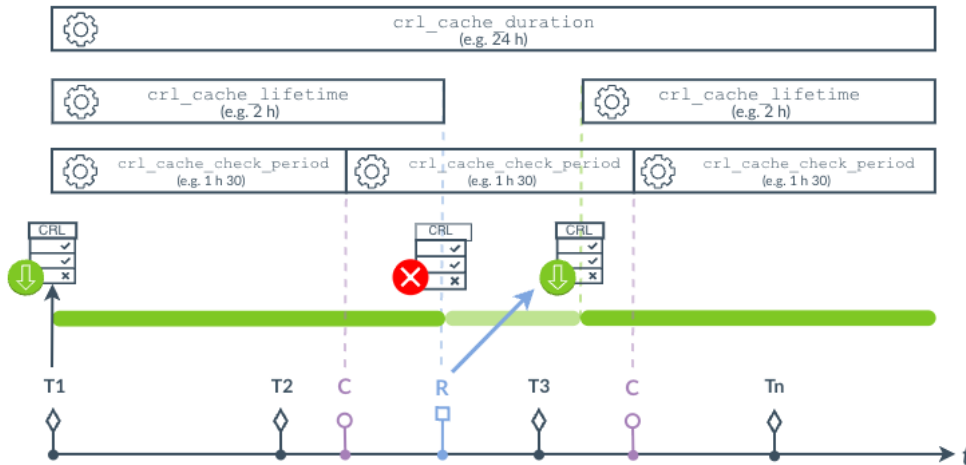 crl_cache_duration
(e.g. 24 h)
crl_cache_lifetime
(e.g. 2 h)
crl_cache_lifetime
(e.g. 2 h)
crl_cache_check_period
(e.g. 1 h 30)
crl_cache_check_period
(e.g. 1 h 30)
crl_cache_check_period
(e.g. 1 h 30)
CRL
CRL
CRL
T1
T2
C
R
T3
C
Tn
t